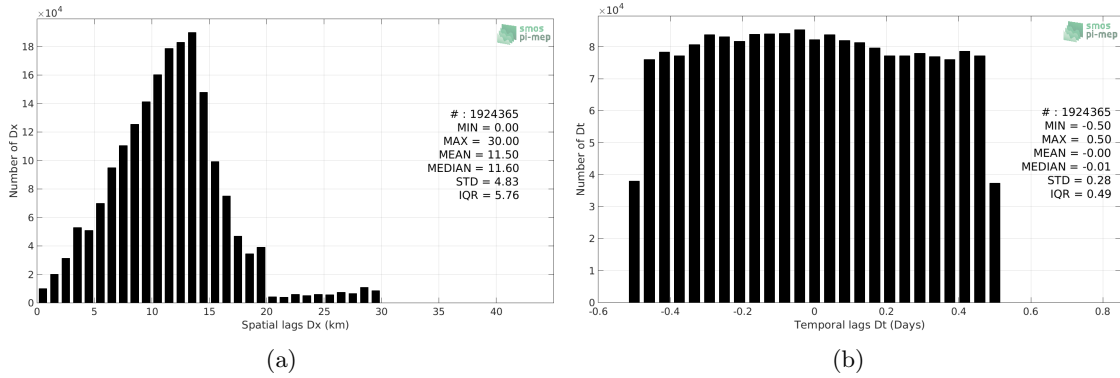 ×10⁴
18
16
14
12
10
8
6
4
2
0
0 5 10 15 20 25 30 35 40
Number of Dx
Spatial lags Dx (km)
smos
pi-mep
# : 1924365
MIN = 0.00
MAX = 30.00
MEAN = 11.50
MEDIAN = 11.60
STD = 4.83
IQR = 5.76
(a)
×10⁴
9
8
7
6
5
4
3
2
1
0
-0.6 -0.4 -0.2 0 0.2 0.4 0.6 0.8
Number of Dt
Temporal lags Dt (Days)
smos
pi-mep
# : 1924365
MIN = -0.50
MAX = 0.50
MEAN = -0.00
MEDIAN = -0.01
STD = 0.28
IQR = 0.49
(b)